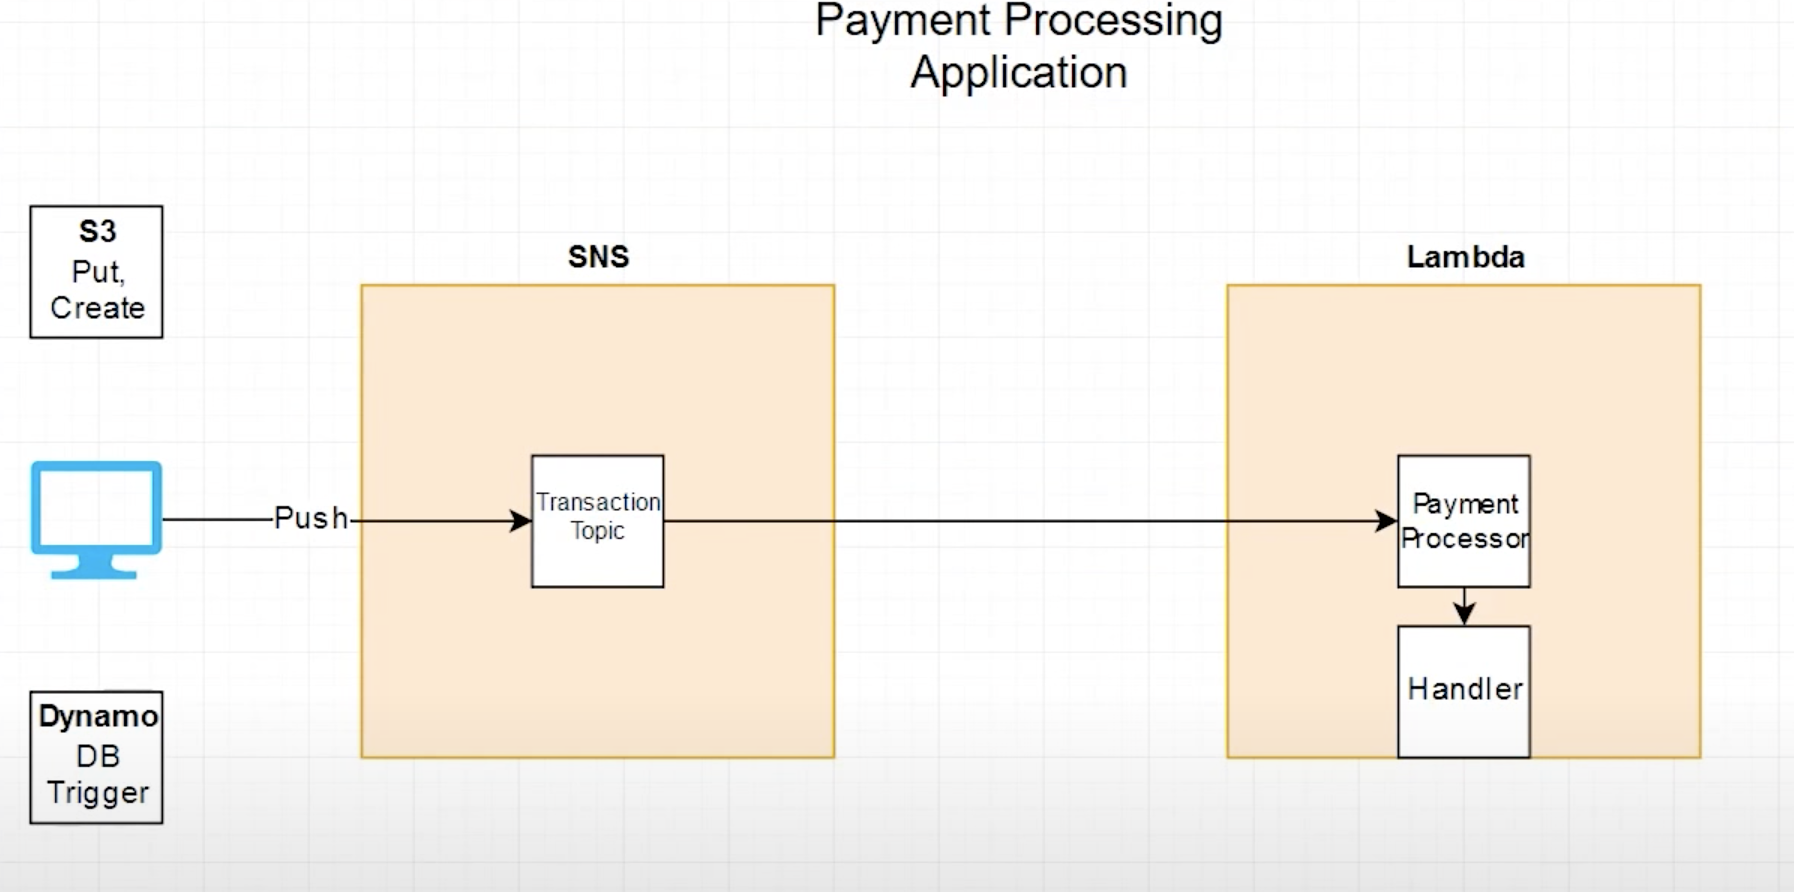 Payment Processing
Application
S3
Put,
Create
SNS
Lambda
Push
Transaction
Topic
Payment
Processor
Handler
Dynamo
DB
Trigger